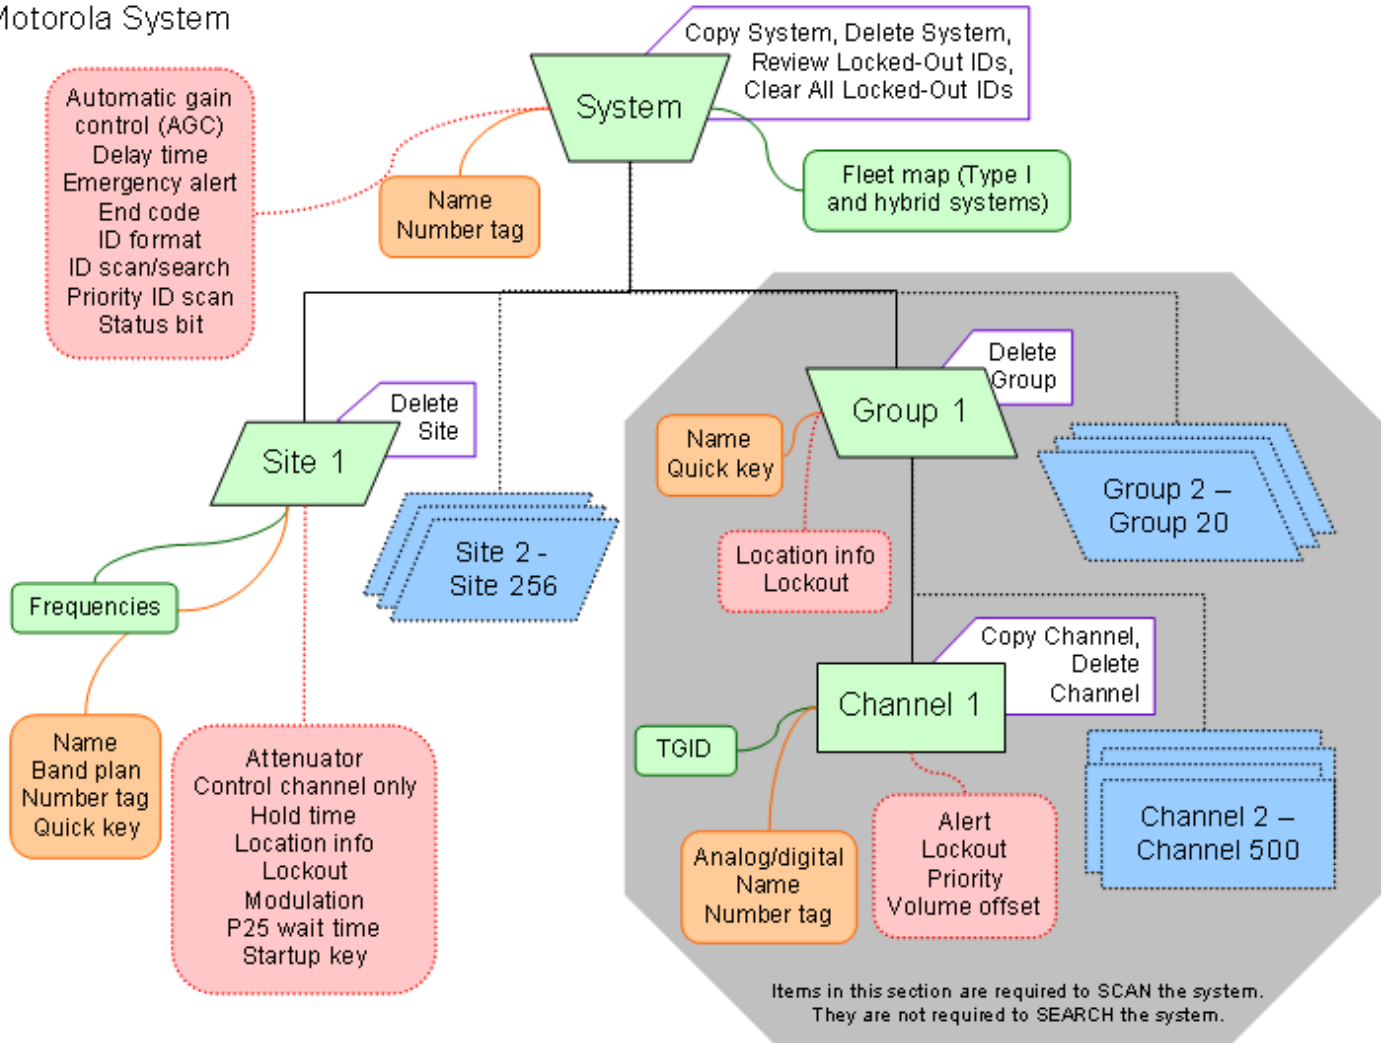 Motorola System
Copy System, Delete System,
Review Locked-Out IDs,
Clear All Locked-Out IDs
System
Automatic gain
control (AGC)
Delay time
Emergency alert
End code
ID format
ID scan/search
Priority ID scan
Status bit
Name
Number tag
Fleet map (Type I
and hybrid systems)
Delete
Site
Site 1
Site 2 -
Site 256
Frequencies
Name
Band plan
Number tag
Quick key
Attenuator
Control channel only
Hold time
Location info
Lockout
Modulation
P25 wait time
Startup key
Delete
Group
Group 1
Name
Quick key
Location info
Lockout
Group 2 –
Group 20
Copy Channel,
Delete
Channel
Channel 1
TGID
Analog/digital
Name
Number tag
Alert
Lockout
Priority
Volume offset
Channel 2 –
Channel 500
Items in this section are required to SCAN the system.
They are not required to SEARCH the system.